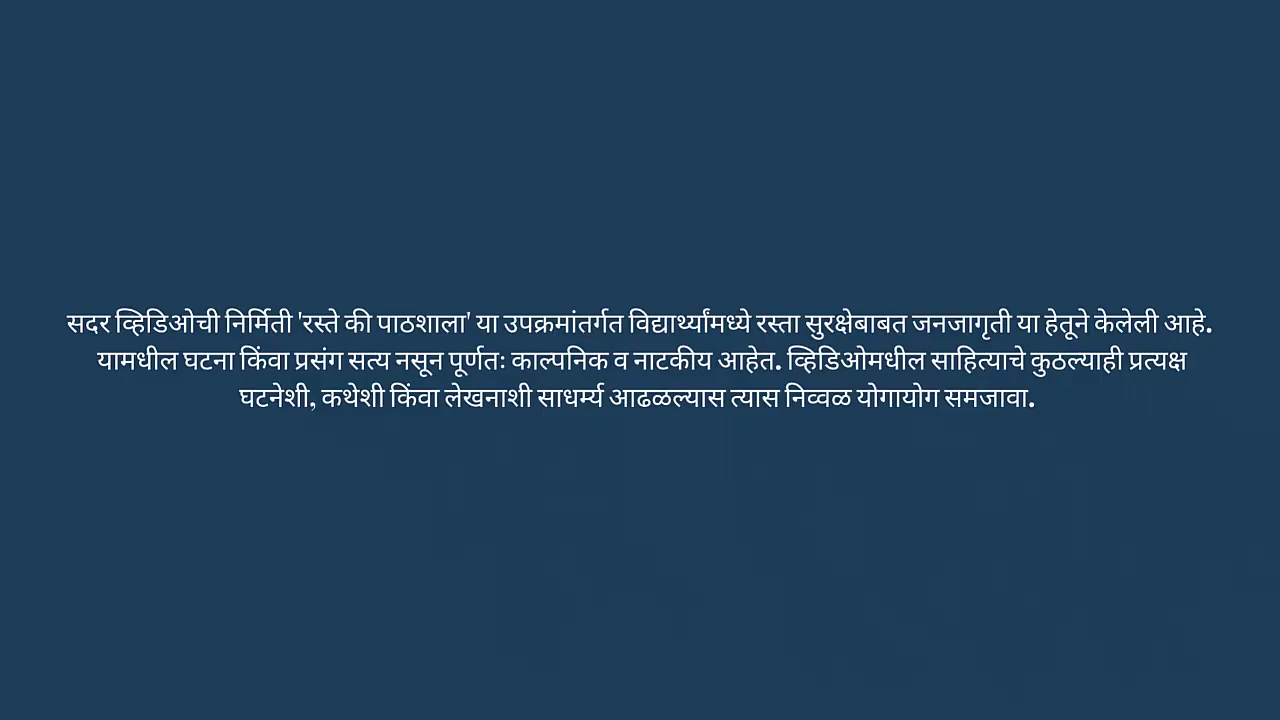 सदर व्हिडिओची निर्मिती 'रस्ते की पाठशाला' या उपक्रमांतर्गत विद्यार्थ्यांमध्ये रस्ता सुरक्षेबाबत जनजागृती या हेतूने केलेली आहे.
यामधील घटना किंवा प्रसंग सत्य नसून पूर्णतः काल्पनिक व नाटकीय आहेत. व्हिडिओमधील साहित्याचे कुठल्याही प्रत्यक्ष
घटनेशी, कथेशी किंवा लेखनाशी साधर्म्य आढळल्यास त्यास निव्वळ योगायोग समजावा.